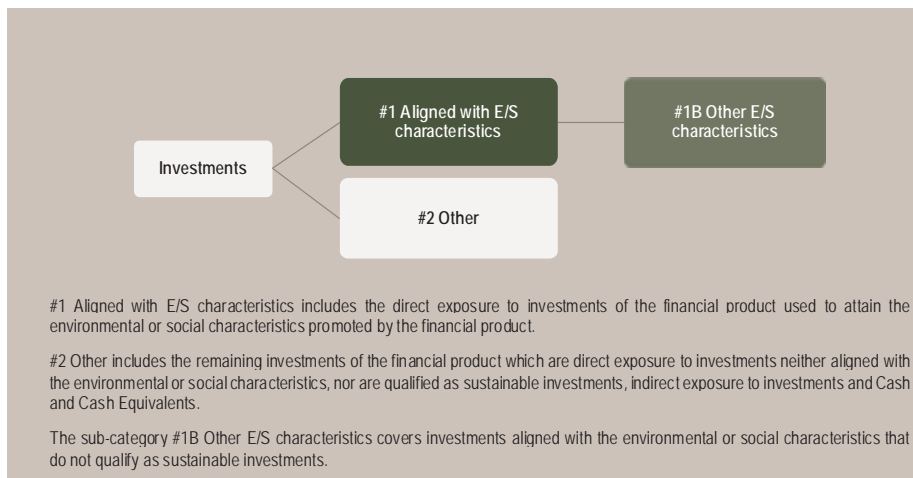 #1 Aligned with E/S
characteristics
#1B Other E/S
characteristics
Investments
#2 Other
#1 Aligned with E/S characteristics includes the direct exposure to investments of the financial product used to attain the
environmental or social characteristics promoted by the financial product.
#2 Other includes the remaining investments of the financial product which are direct exposure to investments neither aligned with
the environmental or social characteristics, nor are qualified as sustainable investments, indirect exposure to investments and Cash
and Cash Equivalents.
The sub-category #1B Other E/S characteristics covers investments aligned with the environmental or social characteristics that
do not qualify as sustainable investments.